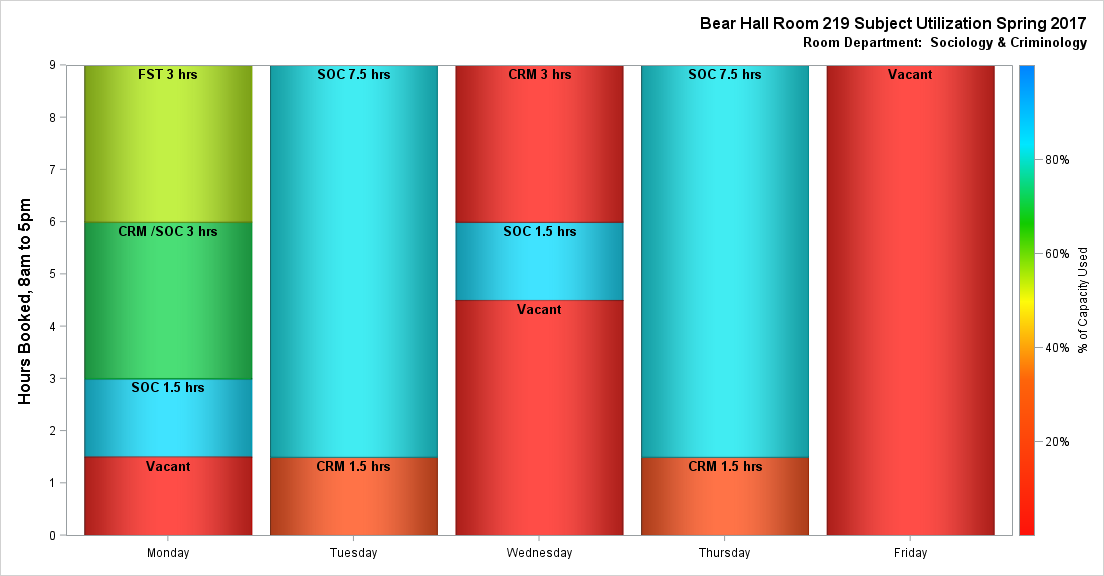 Bear Hall Room 219 Subject Utilization Spring 2017
Room Department:  Sociology & Criminology
Hours Booked, 8am to 5pm
9
8
7
6
5
4
3
2
1
0
FST 3 hrs
CRM /SOC 3 hrs
SOC 1.5 hrs
Vacant
SOC 7.5 hrs
CRM 1.5 hrs
CRM 3 hrs
SOC 1.5 hrs
Vacant
SOC 7.5 hrs
CRM 1.5 hrs
Vacant
Monday
Tuesday
Wednesday
Thursday
Friday
80%
60%
40%
20%
% of Capacity Used